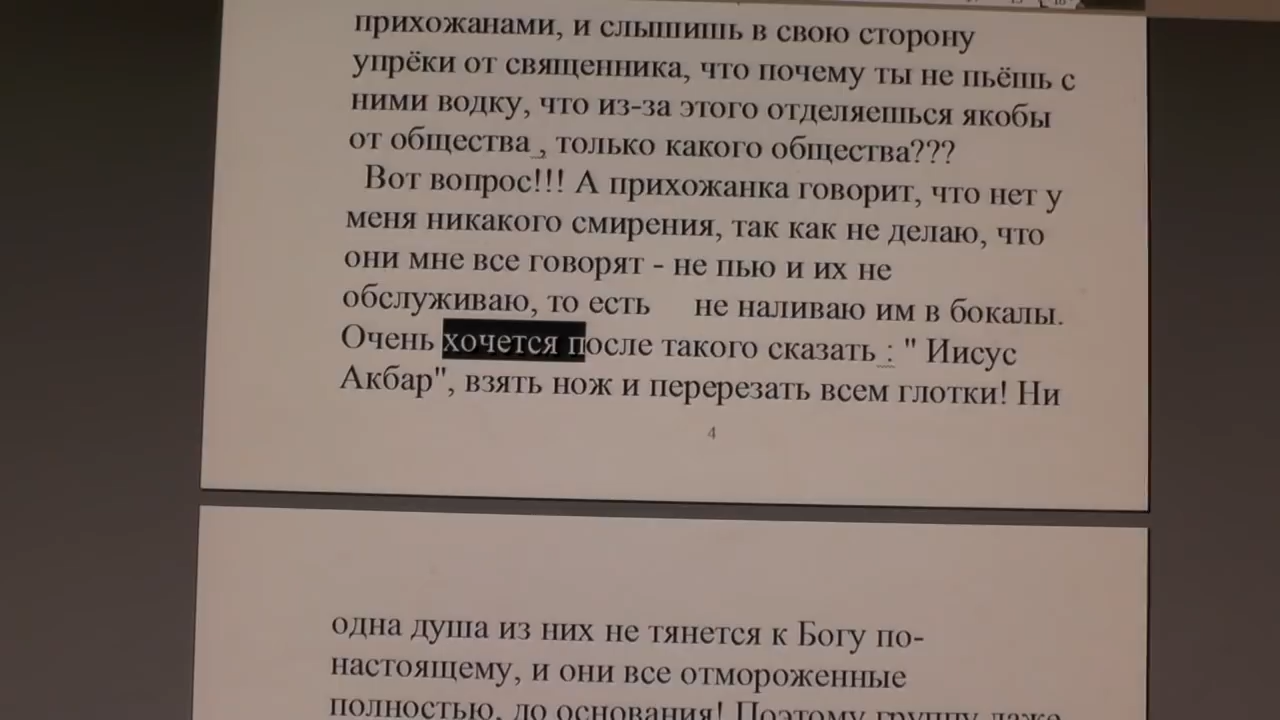 прихожанами, и слышишь в свою сторону
упрёки от священника, что почему ты не пьёшь с
ними водку, что из-за этого отделяешься якобы
от общества , только какого общества???
Вот вопрос!!! А прихожанка говорит, что нет у
меня никакого смирения, так как не делаю, что
они мне все говорят - не пью и их не
обслуживаю, то есть не наливаю им в бокалы.
Очень хочется после такого сказать : " Иисус
Акбар", взять нож и перерезать всем глотки! Ни
4
одна душа из них не тянется к Богу по-
настоящему, и они все отмороженные
полностью, до основания! Поэтому группу даже